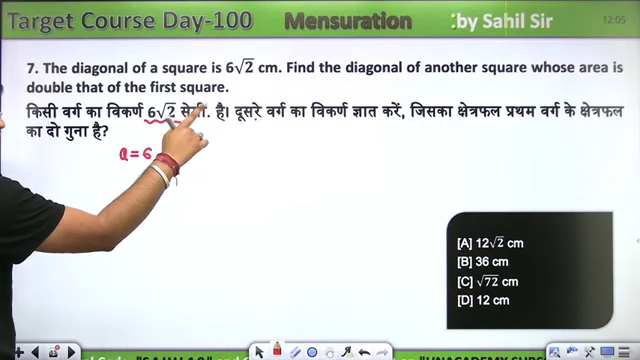 Target Course Day-100 Mensuration :by Sahil Sir 12:05
7. The diagonal of a square is 6√2 cm. Find the diagonal of another square whose area is
double that of the first square.
किसी वर्ग का विकर्ण 6√2 सेमी. है। दूसरे वर्ग का विकर्ण ज्ञात करें, जिसका क्षेत्रफल प्रथम वर्ग के क्षेत्रफल
का दो गुना है?
a = 6
[A] 12√2 cm
[B] 36 cm
[C] √72 cm
[D] 12 cm